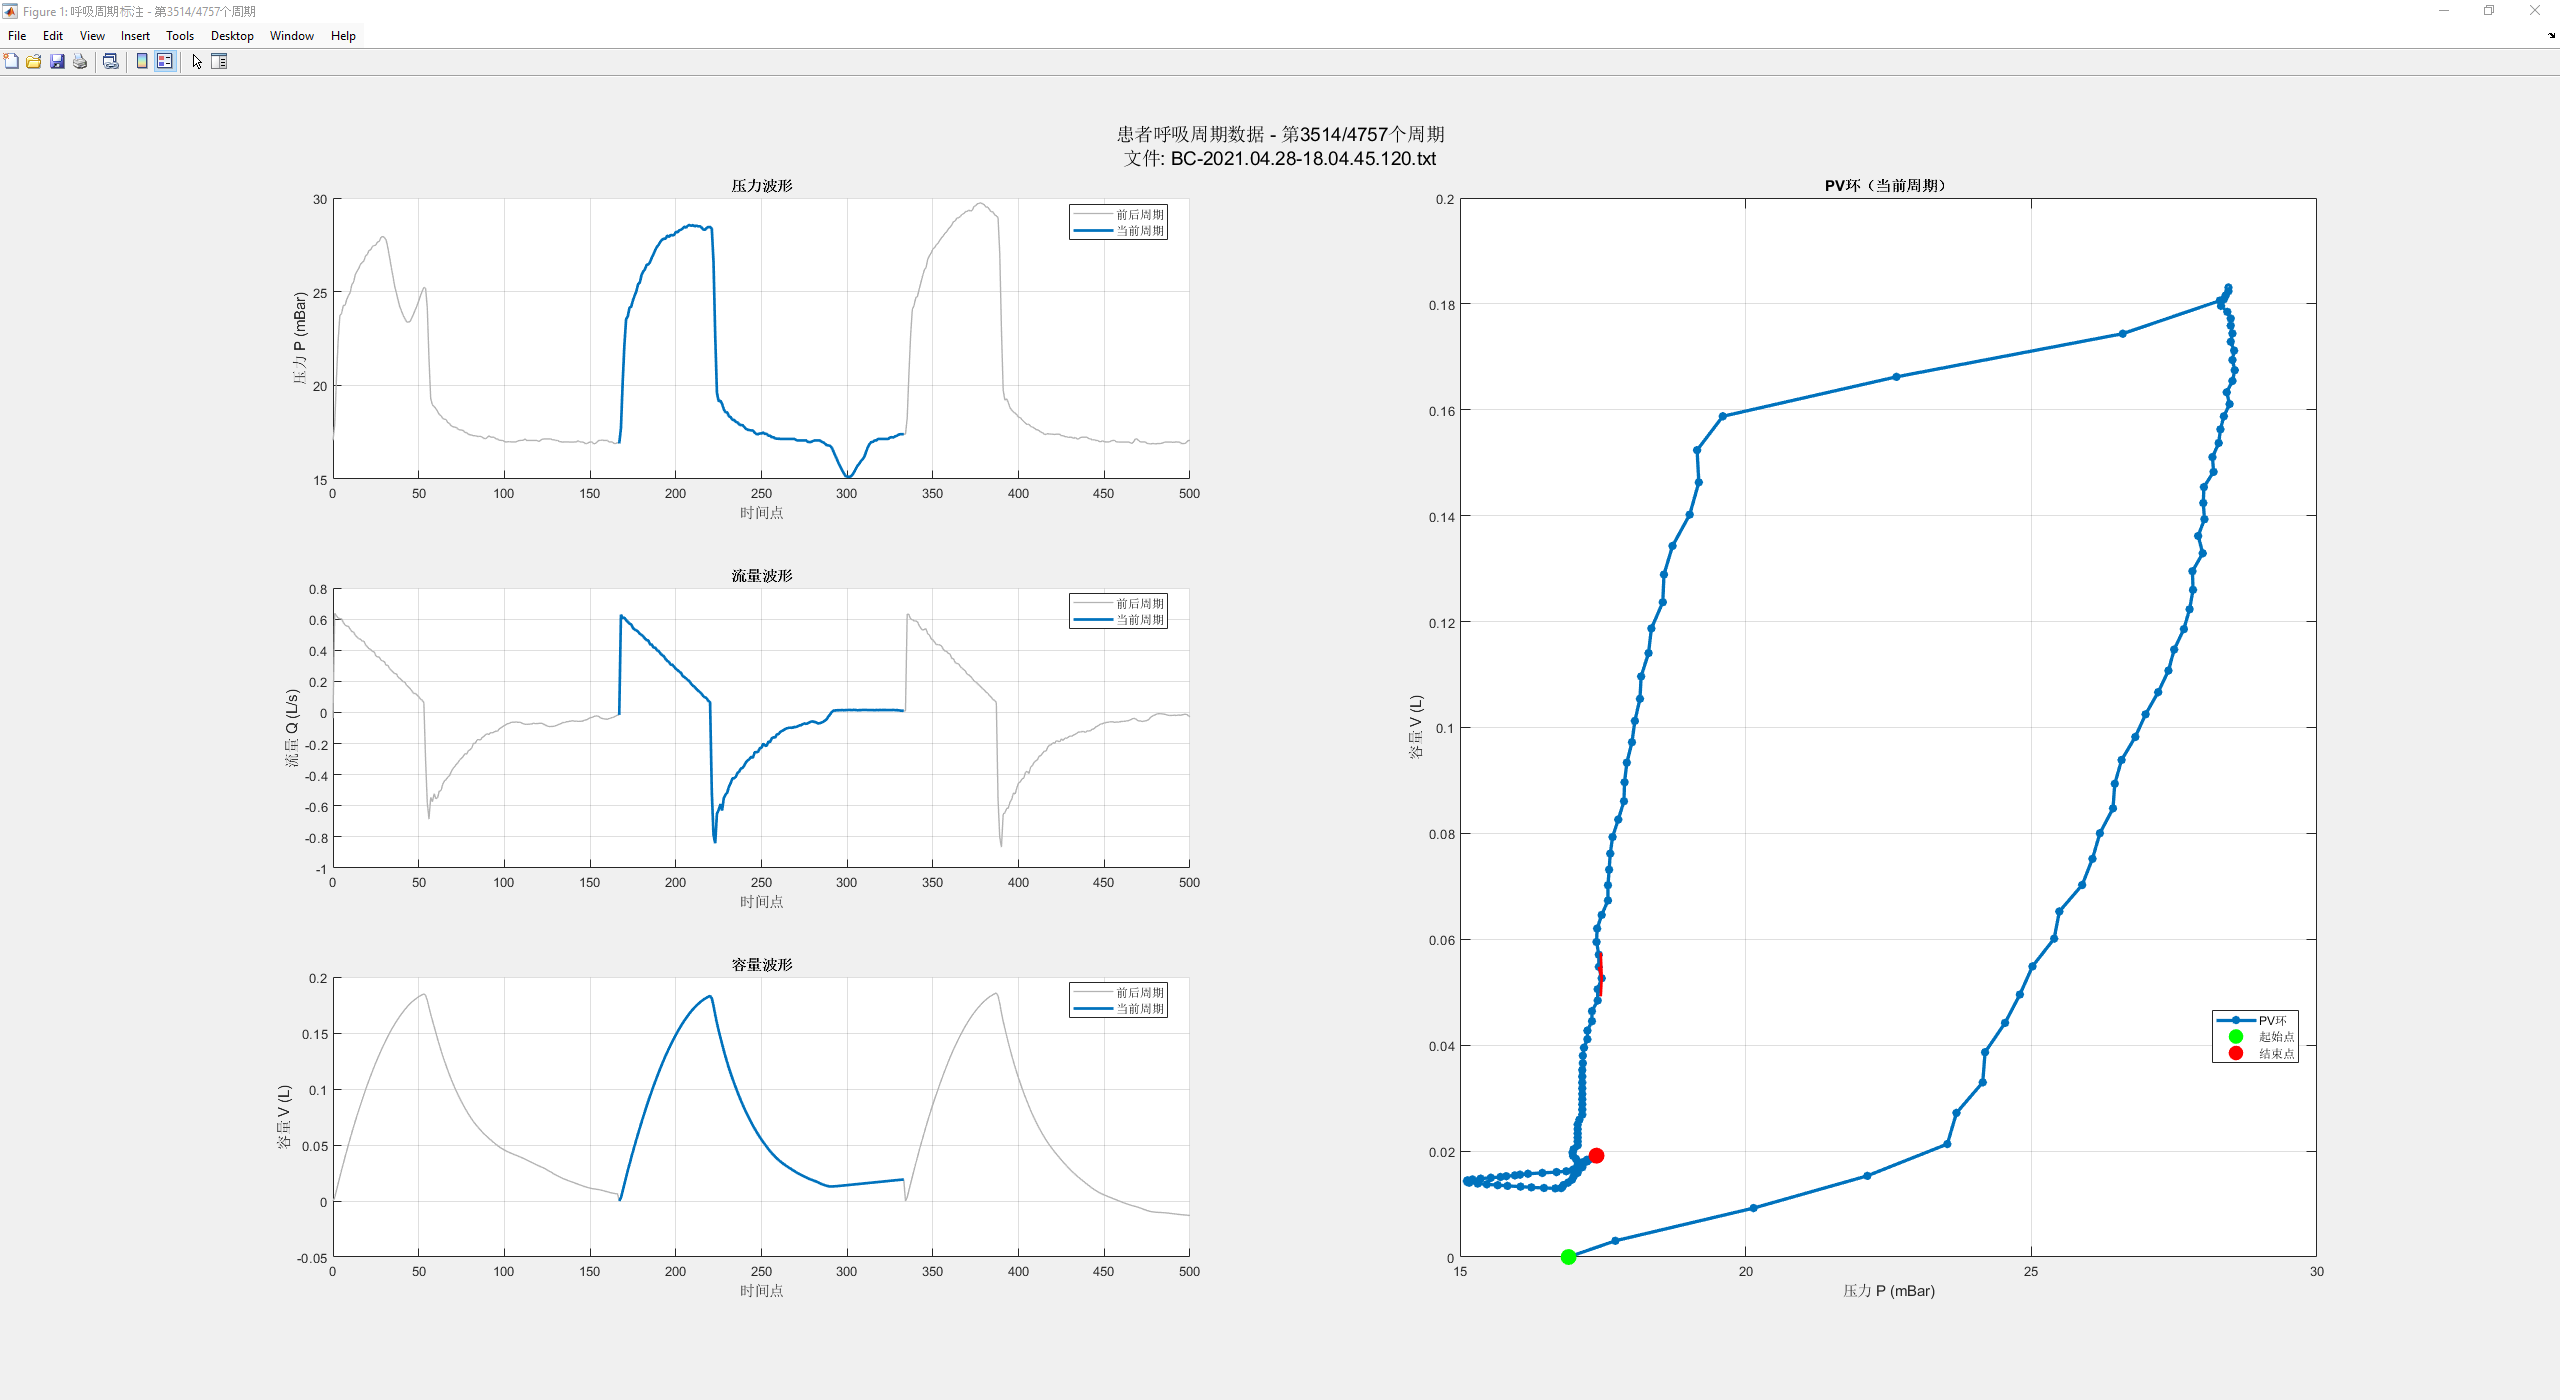 Figure 1: 呼吸周期标注 - 第3514/4757个周期
File Edit View Insert Tools Desktop Window Help
患者呼吸周期数据 - 第3514/4757个周期
文件: BC-2021.04.28-18.04.45.120.txt
压力波形
压力 P (mBar)
30
25
20
15
0 50 100 150 200 250 300 350 400 450 500
时间点
前后周期
当前周期
流量波形
流量 Q (L/s)
0.8
0.6
0.4
0.2
0
-0.2
-0.4
-0.6
-0.8
-1
0 50 100 150 200 250 300 350 400 450 500
时间点
前后周期
当前周期
容量波形
容量 V (L)
0.2
0.15
0.1
0.05
0
-0.05
0 50 100 150 200 250 300 350 400 450 500
时间点
前后周期
当前周期
PV环（当前周期）
容量 V (L)
0.2
0.18
0.16
0.14
0.12
0.1
0.08
0.06
0.04
0.02
0
15 20 25 30
压力 P (mBar)
PV环
起始点
结束点